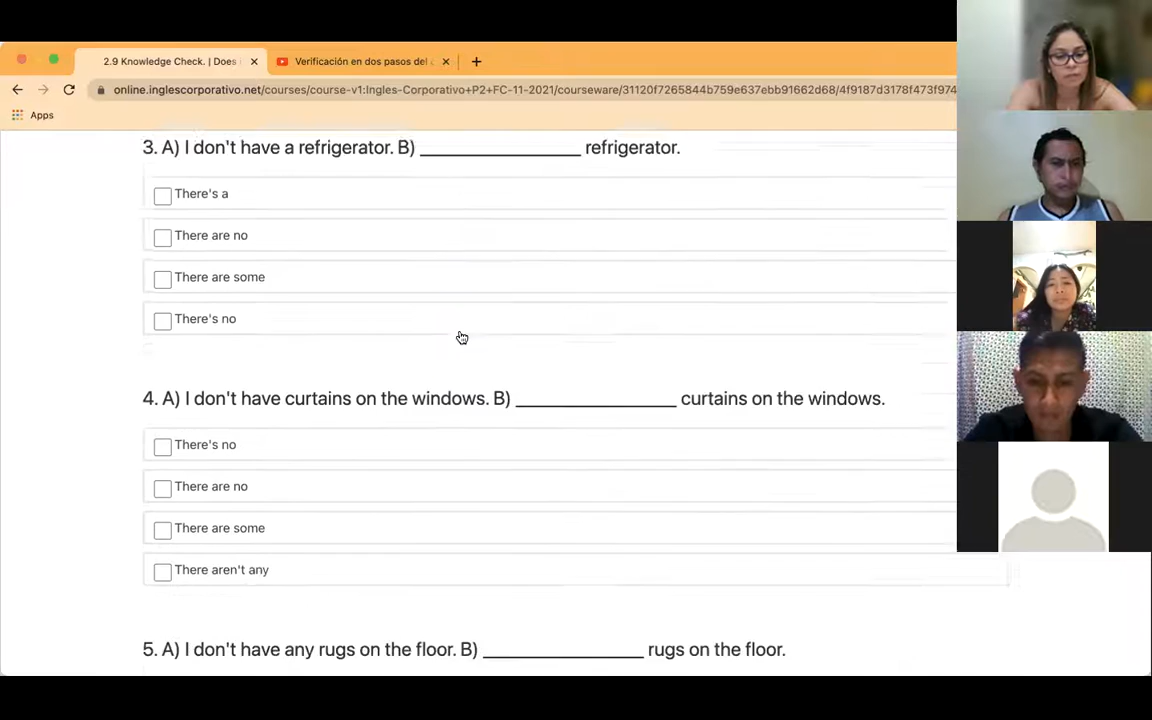 2.9 Knowledge Check. | Does
Verificación en dos pasos del
online.inglescorporativo.net/courses/course-v1:Ingles-Corporativo+P2+FC-11-2021/courseware/31120f7265844b759e637ebb91662d68/4f9187d3178f473f974
Apps
3. A) I don't have a refrigerator. B) ________________ refrigerator.
There's a
There are no
There are some
There's no
4. A) I don't have curtains on the windows. B) ________________ curtains on the windows.
There's no
There are no
There are some
There aren't any
5. A) I don't have any rugs on the floor. B) ________________ rugs on the floor.